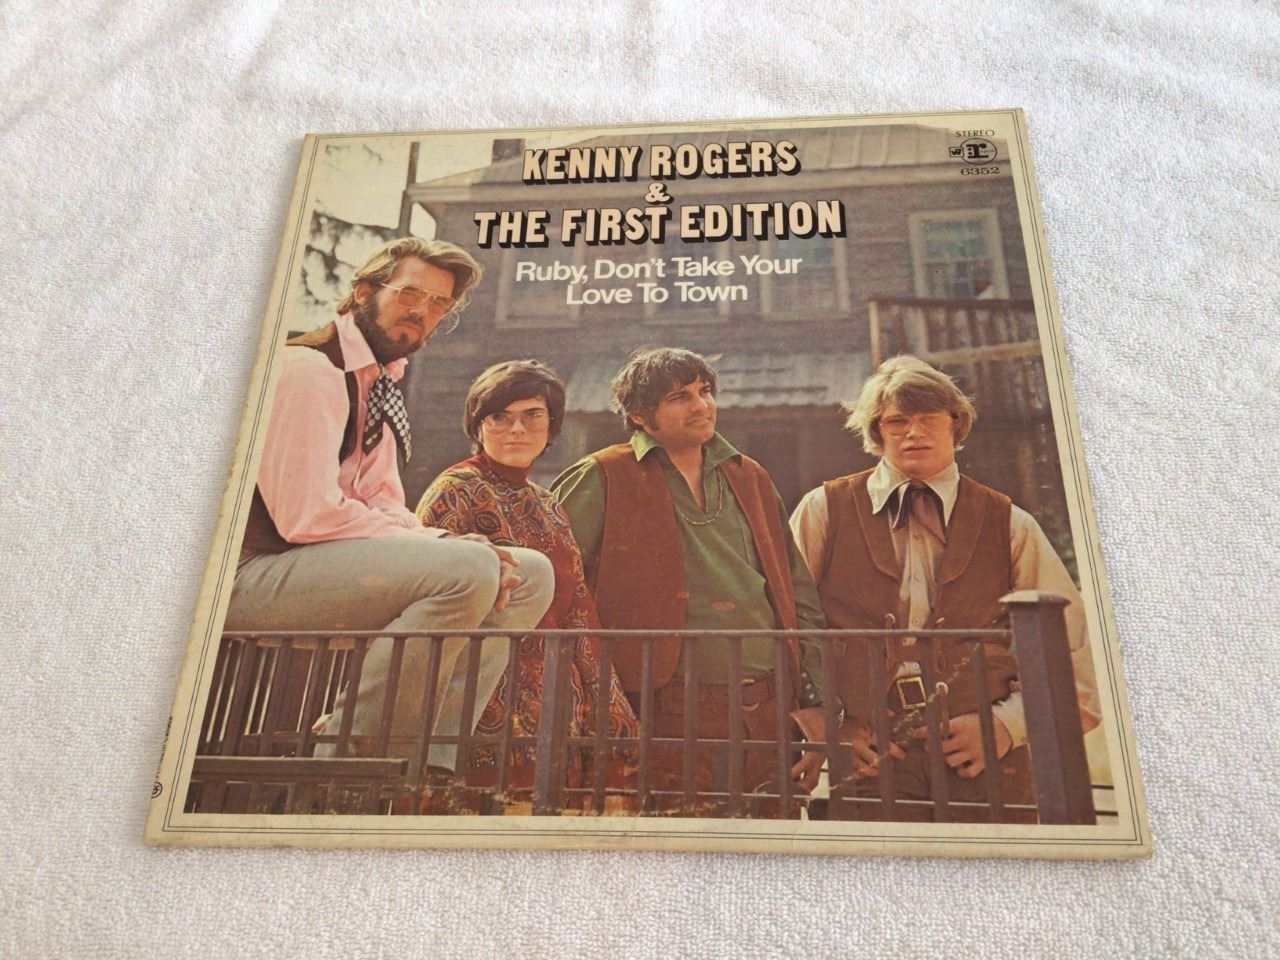 KENNY ROGERS
&
THE FIRST EDITION
Ruby, Don't Take Your
Love To Town
STEREO
r
6352